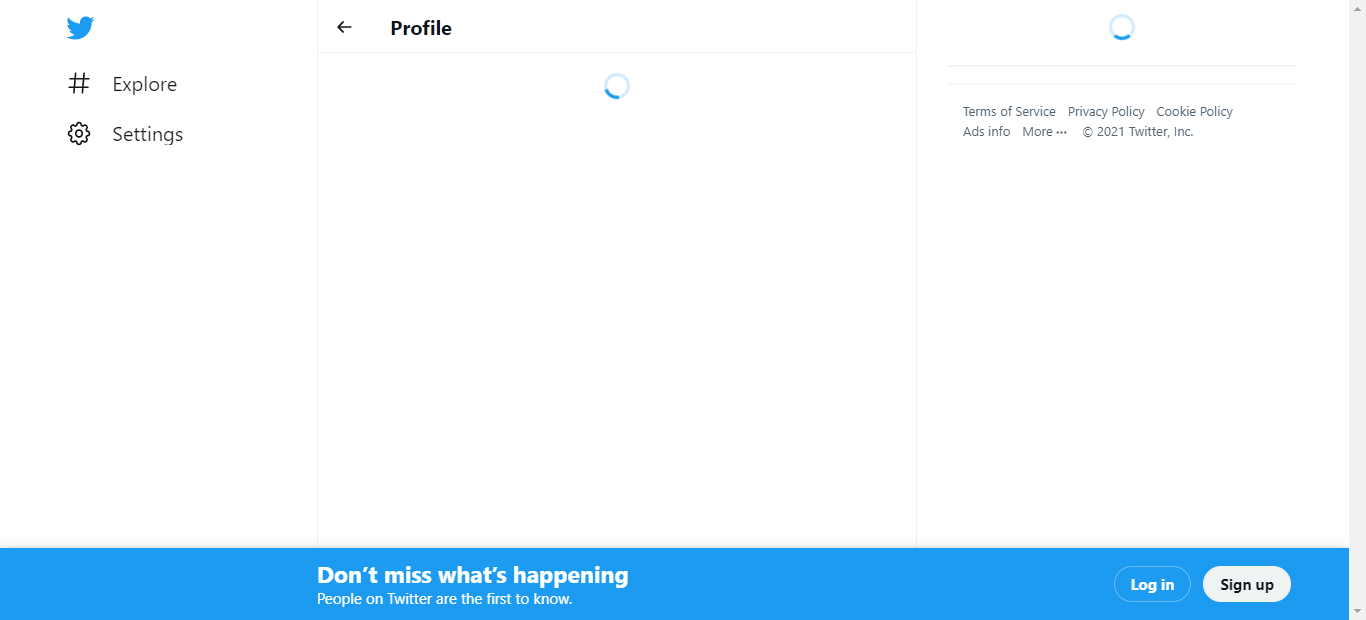 Explore
Settings
Profile
Terms of Service Privacy Policy Cookie Policy
Ads info More ··· © 2021 Twitter, Inc.
Don’t miss what’s happening
People on Twitter are the first to know.
Log in
Sign up